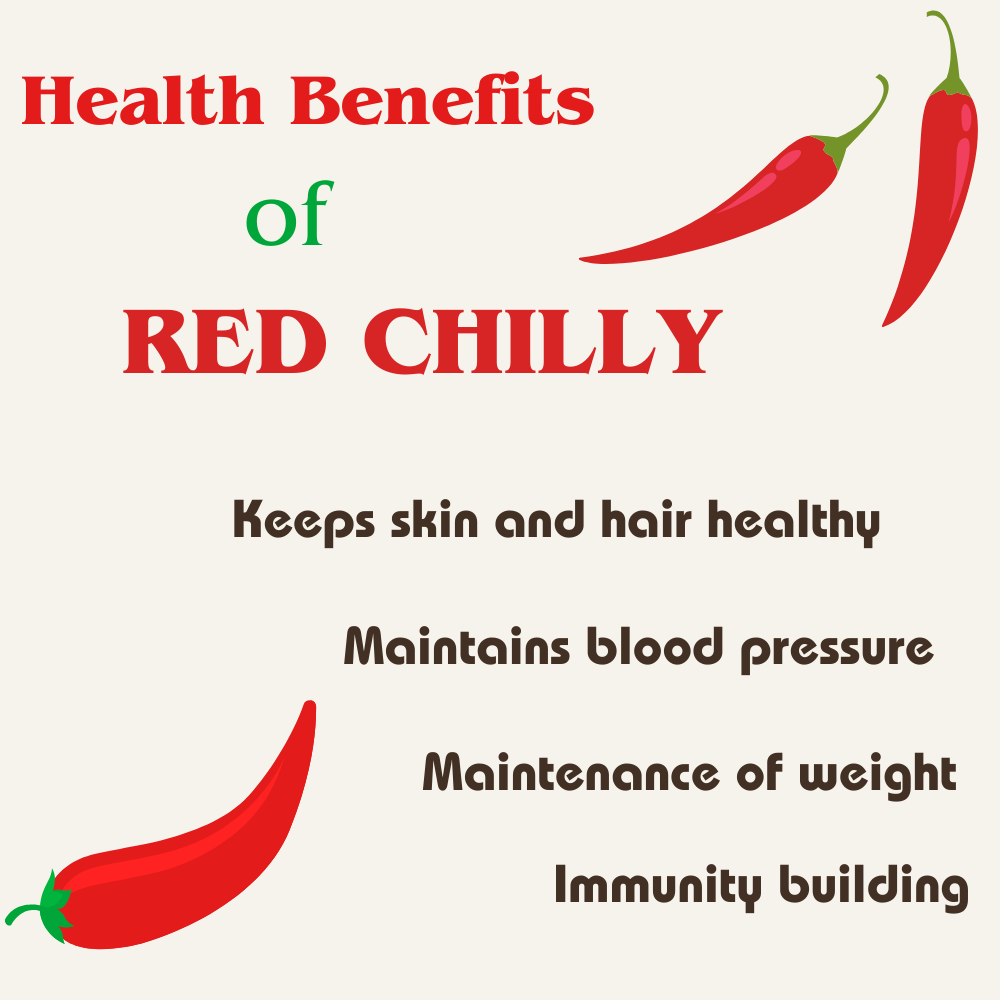 Health Benefits
of
RED CHILLY
Keeps skin and hair healthy
Maintains blood pressure
Maintenance of weight
Immunity building